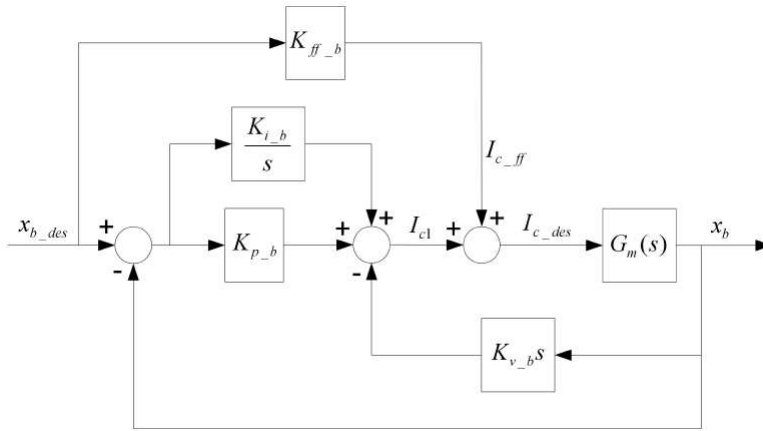 K_ff_b
K_i_b
s
I_c_ff
x_b_des
+
+
+
K_p_b
+
I_c1
+
I_c_des
G_m(s)
x_b
-
-
K_v_b s